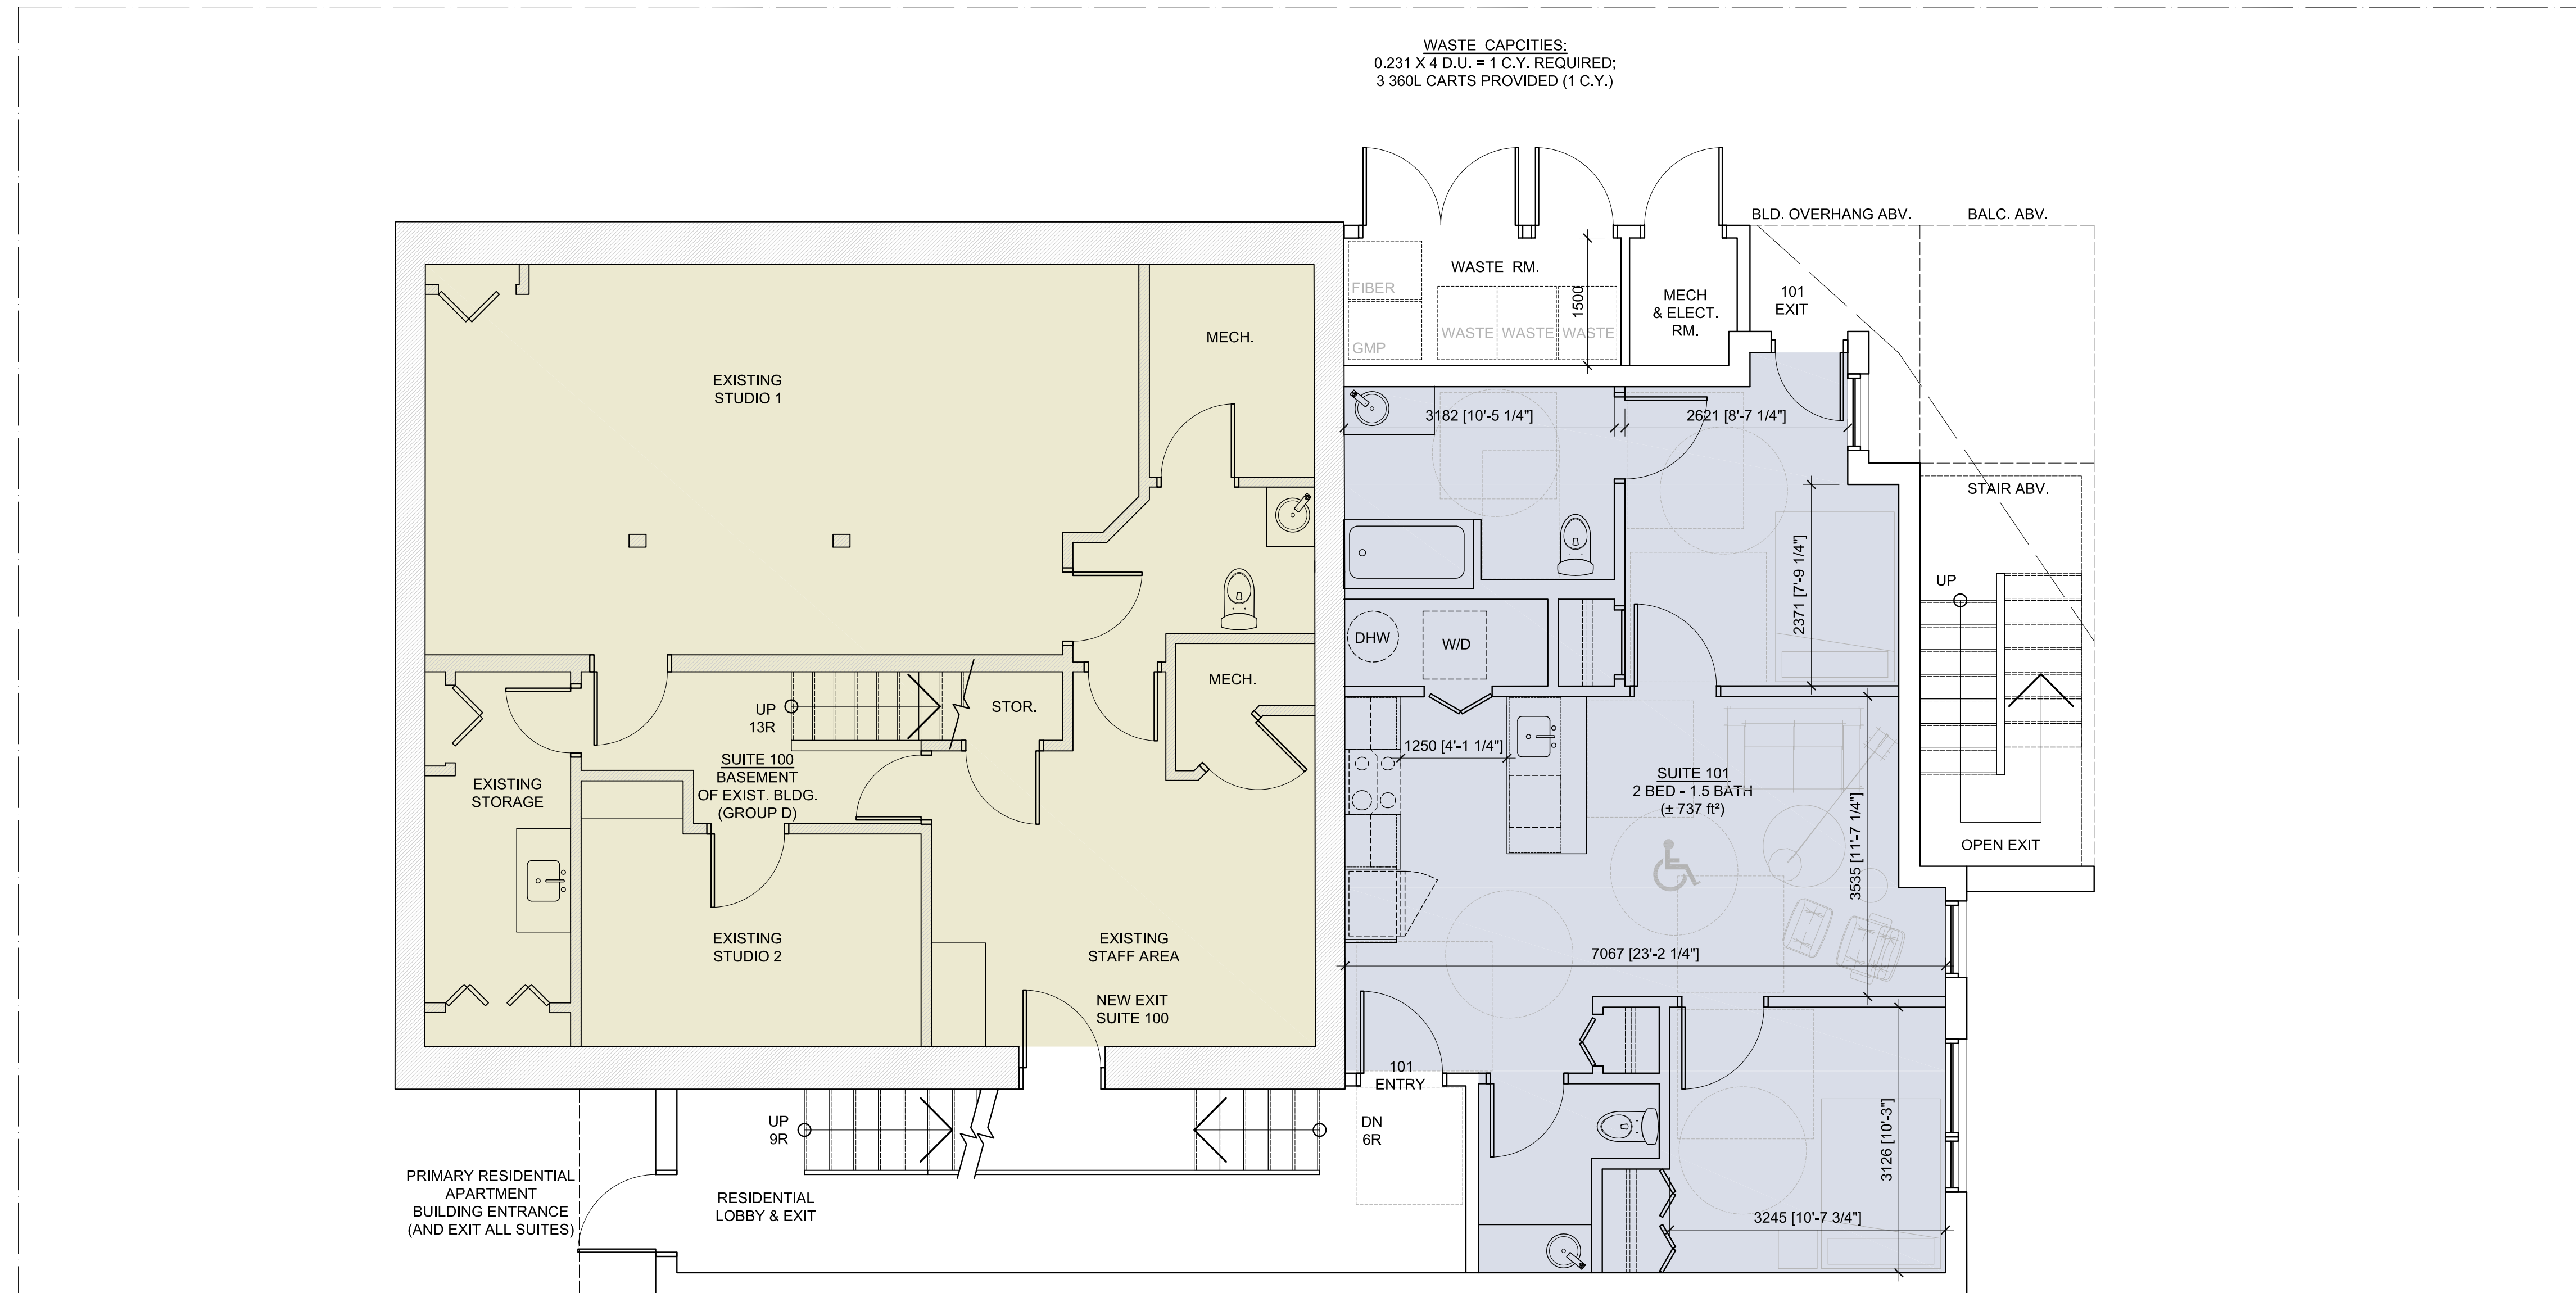 WASTE CAPCITIES:
0.231 X 4 D.U. = 1 C.Y. REQUIRED;
3 360L CARTS PROVIDED (1 C.Y.)
BLD. OVERHANG ABV.
BALC. ABV.
WASTE RM.
FIBER
GMP
WASTE
WASTE
WASTE
1500
MECH
& ELECT.
RM.
101
EXIT
MECH.
EXISTING
STUDIO 1
3182 [10'-5 1/4"]
2621 [8'-7 1/4"]
STAIR ABV.
2371 [7'-9 1/4"]
UP
DHW
W/D
MECH.
STOR.
UP
13R
SUITE 100
BASEMENT
OF EXIST. BLDG.
(GROUP D)
EXISTING
STORAGE
1250 [4'-1 1/4"]
SUITE 101
2 BED - 1.5 BATH
(± 737 ft²)
3535 [11'-7 1/4"]
OPEN EXIT
EXISTING
STUDIO 2
EXISTING
STAFF AREA
7067 [23'-2 1/4"]
NEW EXIT
SUITE 100
101
ENTRY
UP
9R
DN
6R
3126 [10'-3"]
PRIMARY RESIDENTIAL
APARTMENT
BUILDING ENTRANCE
(AND EXIT ALL SUITES)
RESIDENTIAL
LOBBY & EXIT
3245 [10'-7 3/4"]